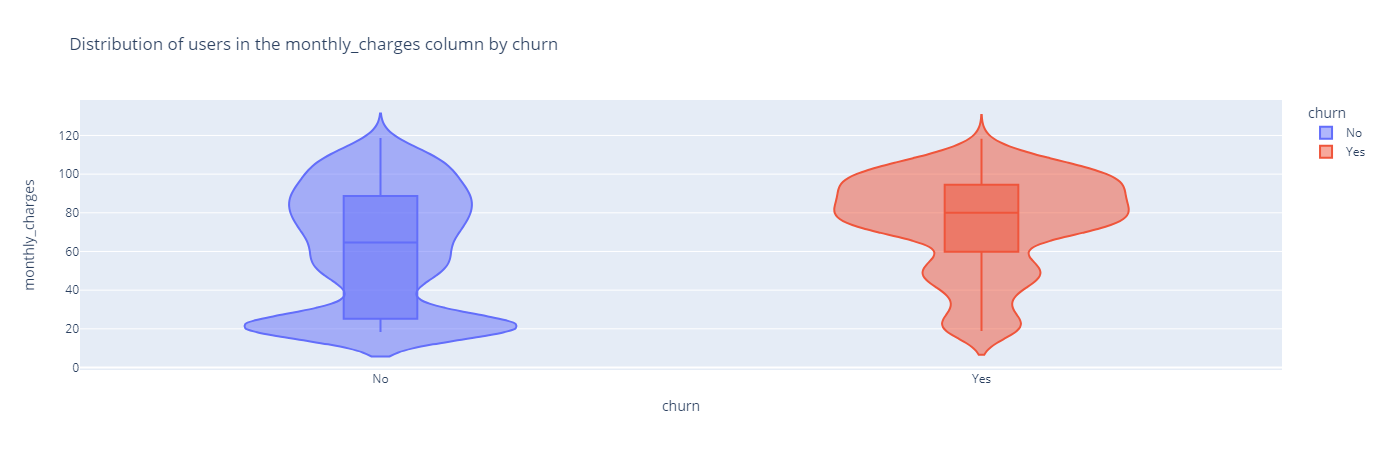 Distribution of users in the monthly_charges column by churn
churn
No
Yes
monthly_charges
120
100
80
60
40
20
0
No
Yes
churn